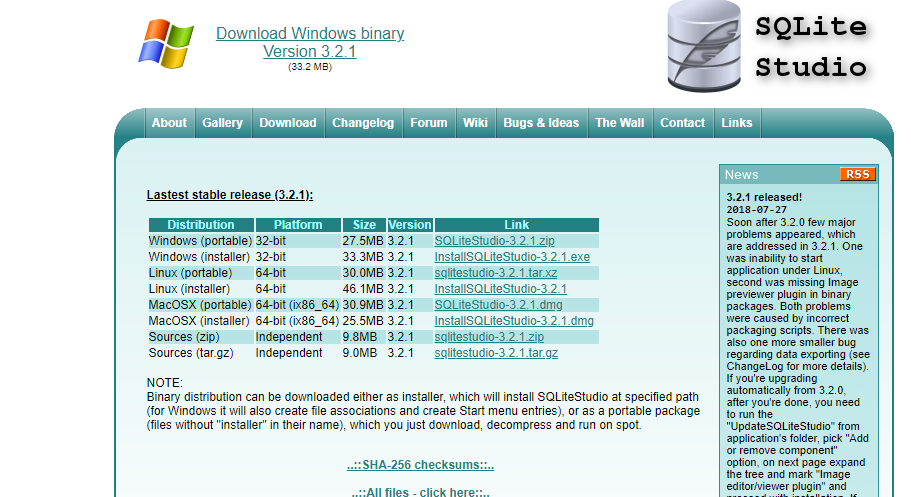 Download Windows binary
Version 3.2.1
(33.2 MB)
SQLite
Studio
About Gallery Download Changelog Forum Wiki Bugs & Ideas The Wall Contact Links
Lastest stable release (3.2.1):
Distribution Platform Size Version Link
Windows (portable) 32-bit 27.5MB 3.2.1 SQLiteStudio-3.2.1.zip
Windows (installer) 32-bit 33.3MB 3.2.1 InstallSQLiteStudio-3.2.1.exe
Linux (portable) 64-bit 30.0MB 3.2.1 sqlitestudio-3.2.1.tar.xz
Linux (installer) 64-bit 46.1MB 3.2.1 InstallSQLiteStudio-3.2.1
MacOSX (portable) 64-bit (ix86_64) 30.9MB 3.2.1 SQLiteStudio-3.2.1.dmg
MacOSX (installer) 64-bit (ix86_64) 25.5MB 3.2.1 InstallSQLiteStudio-3.2.1.dmg
Sources (zip) Independent 9.8MB 3.2.1 sqlitestudio-3.2.1.zip
Sources (tar.gz) Independent 9.0MB 3.2.1 sqlitestudio-3.2.1.tar.gz
NOTE:
Binary distribution can be downloaded either as installer, which will install SQLiteStudio at specified path
(for Windows it will also create file associations and create Start menu entries), or as a portable package
(files without "installer" in their name), which you just download, decompress and run on spot.
..::SHA-256 checksums::..
..::All files - click here::..
News RSS
3.2.1 released!
2018-07-27
Soon after 3.2.0 few major
problems appeared, which
are addressed in 3.2.1. One
was inability to start
application under Linux,
second was missing Image
previewer plugin in binary
packages. Both problems
were caused by incorrect
packaging scripts. There was
also one more smaller bug
regarding data exporting (see
ChangeLog for more details).
If you're upgrading
automatically from 3.2.0,
after you're done, you need
to run the
"UpdateSQLiteStudio" from
application's folder, pick "Add
or remove component"
option, on next page expand
the tree and mark "Image
editor/viewer plugin" and
proceed with installation. If